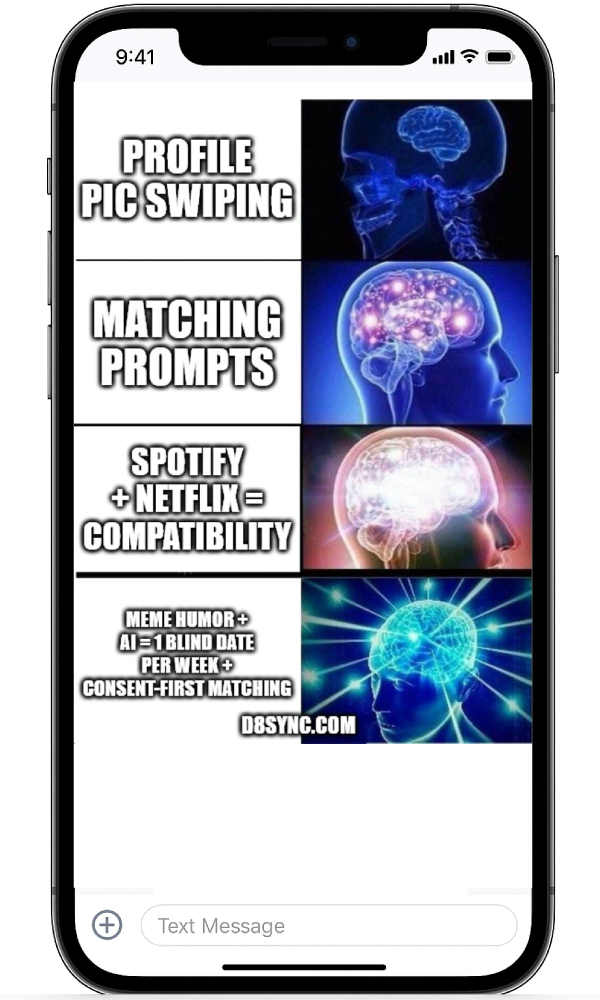 9:41
PROFILE
PIC SWIPING
MATCHING
PROMPTS
SPOTIFY
+ NETFLIX =
COMPATIBILITY
MEME HUMOR +
AI = 1 BLIND DATE
PER WEEK +
CONSENT-FIRST MATCHING
D8SYNC.COM
Text Message